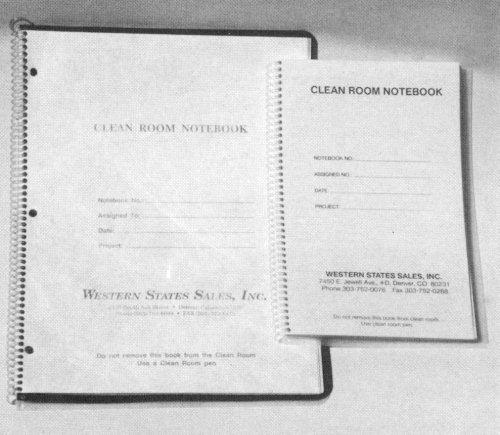 CLEAN ROOM NOTEBOOK
Notebook No.
Assigned To:
Date:
Project:
WESTERN STATES SALES, INC.
Do not remove this book from the Clean Room
Use a Clean Room pen
CLEAN ROOM NOTEBOOK
NOTEBOOK NO.
ASSIGNED NO.
DATE
PROJECT:
WESTERN STATES SALES, INC.
7450 E. Jewell Ave., #D, Denver, CO 80231
Phone 303-752-0076 Fax 303-752-0288
Do not remove this book from clean room.
Use clean room pen.